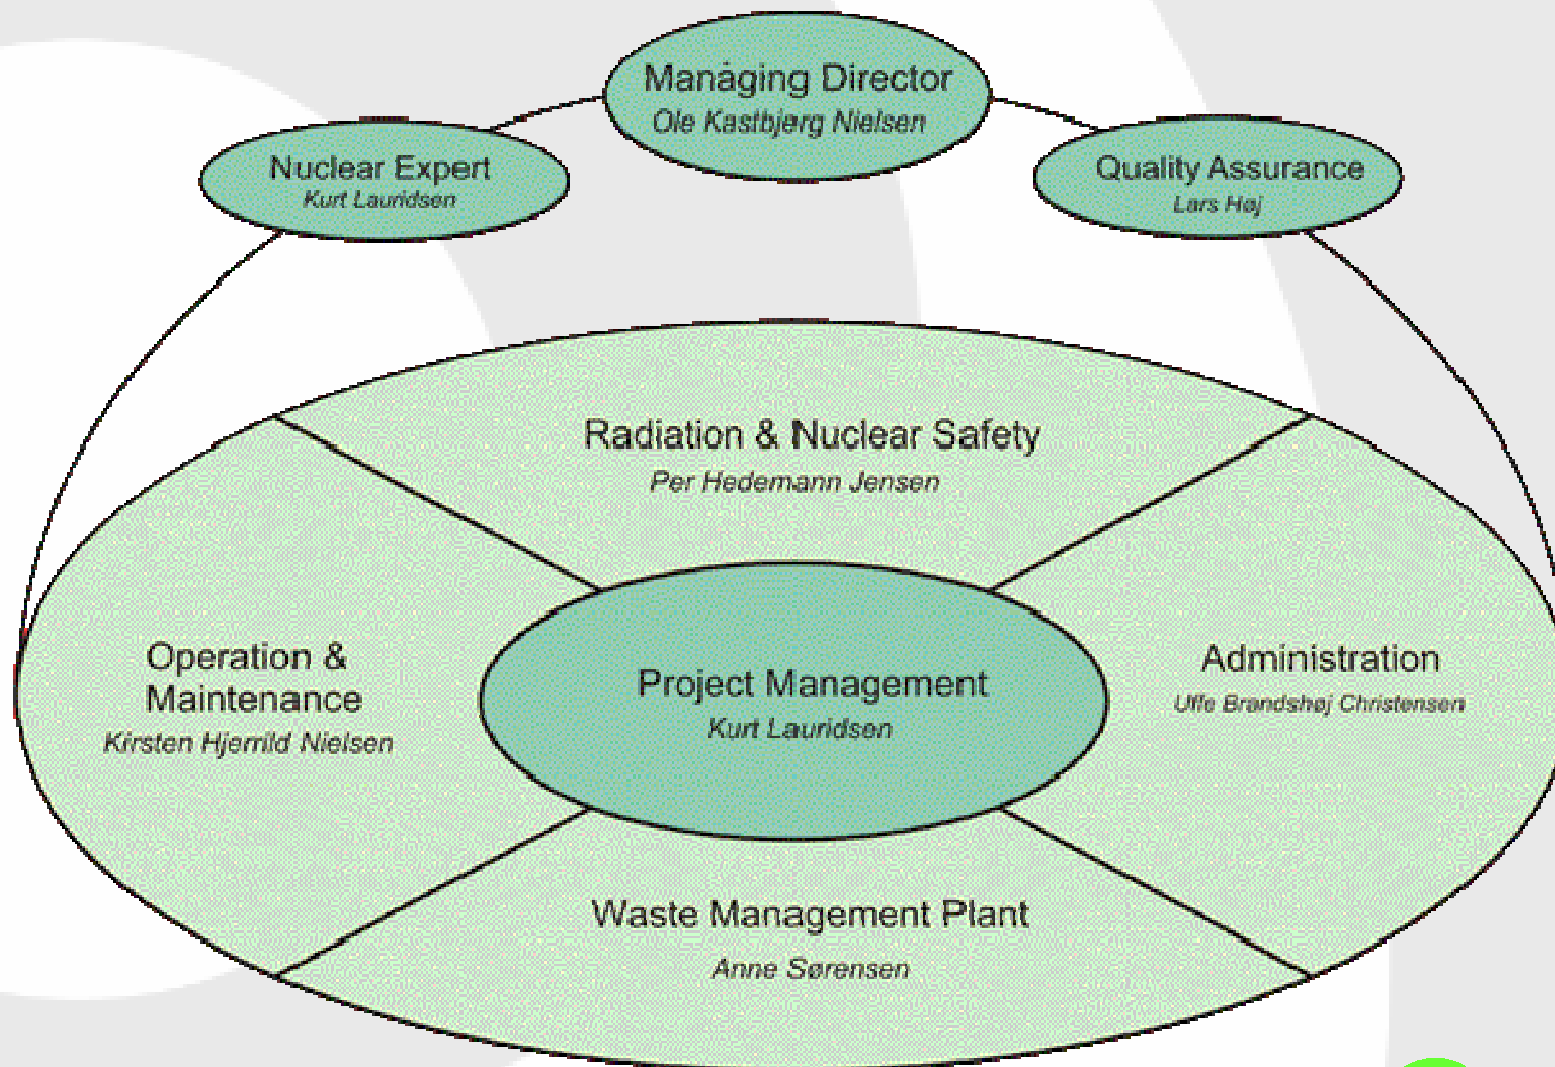 Managing Director
Ole Kastbjerg Nielsen
Nuclear Expert
Kurt Lauridsen
Quality Assurance
Lars Høj
Radiation & Nuclear Safety
Per Hedemann Jensen
Operation &
Maintenance
Kirsten Hjerrild Nielsen
Project Management
Kurt Lauridsen
Administration
Uffe Brandshøj Christensen
Waste Management Plant
Anne Sørensen